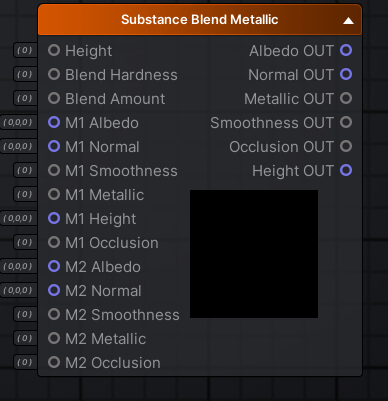 Substance Blend Metallic
( 0 ) Height Albedo OUT
( 0 ) Blend Hardness Normal OUT
( 0 ) Blend Amount Metallic OUT
( 0,0,0 ) M1 Albedo Smoothness OUT
( 0,0,0 ) M1 Normal Occlusion OUT
( 0 ) M1 Smoothness Height OUT
( 0 ) M1 Metallic
( 0,0,0 ) M1 Height
( 0 ) M1 Occlusion
( 0,0,0 ) M2 Albedo
( 0,0,0 ) M2 Normal
( 0 ) M2 Smoothness
( 0 ) M2 Metallic
( 0 ) M2 Occlusion